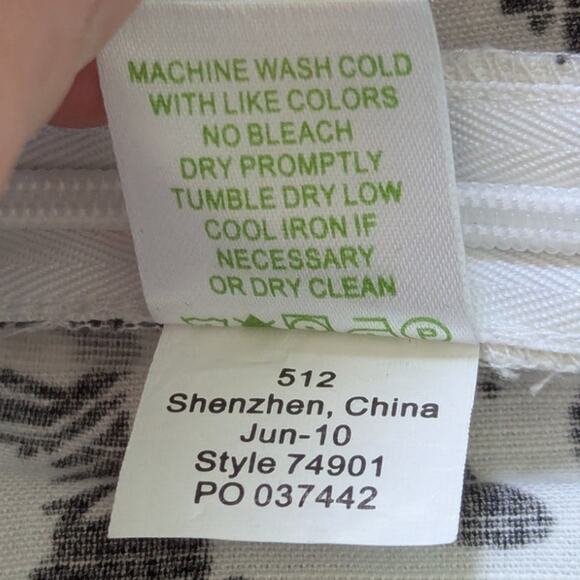 MACHINE WASH COLD
WITH LIKE COLORS
NO BLEACH
DRY PROMPTLY
TUMBLE DRY LOW
COOL IRON IF
NECESSARY
OR DRY CLEAN
P
512
Shenzhen, China
Jun-10
Style 74901
PO 037442